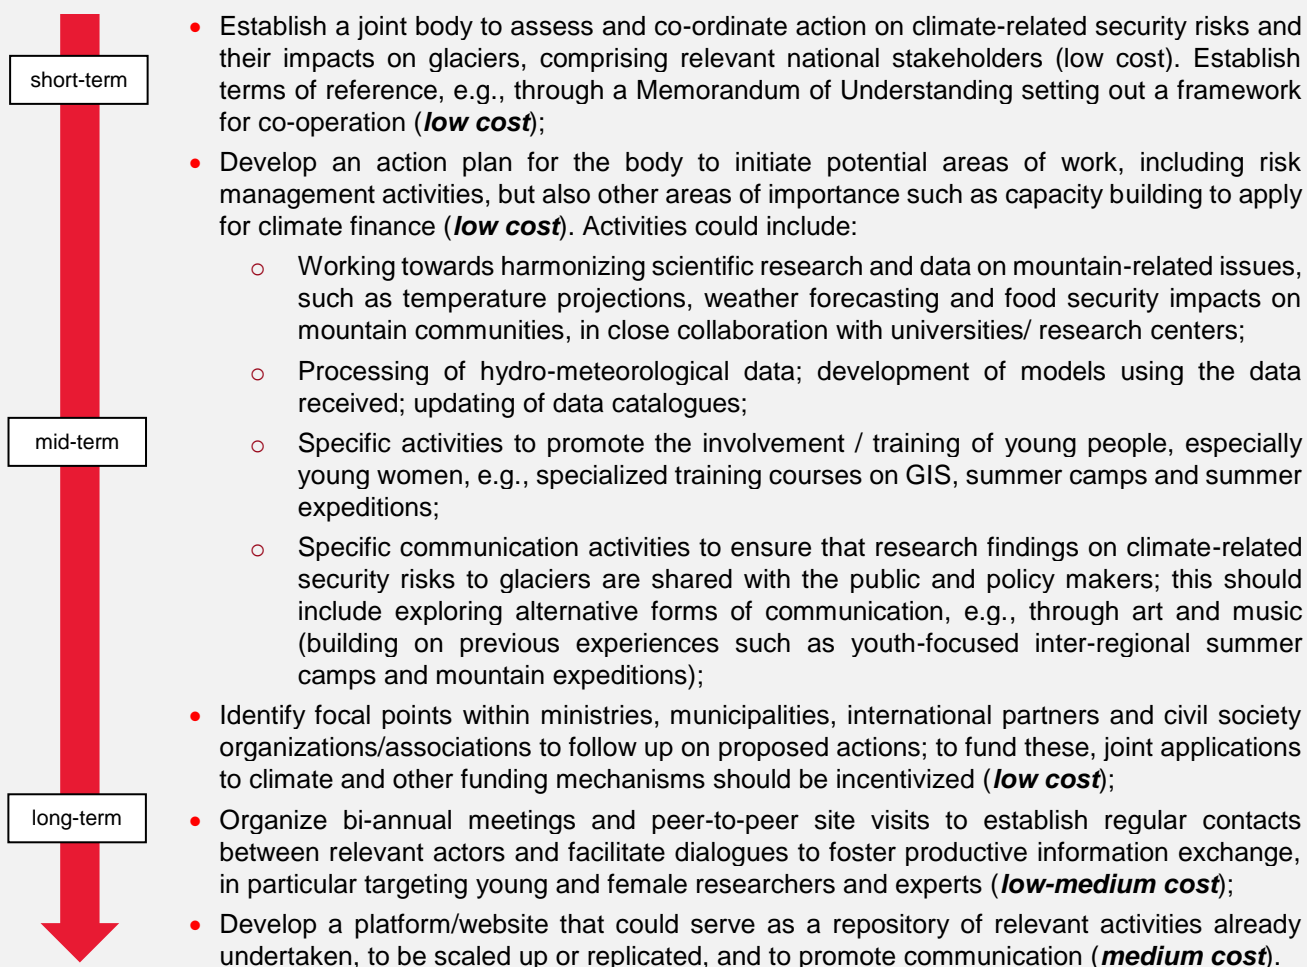 short-term
mid-term
long-term
• Establish a joint body to assess and co-ordinate action on climate-related security risks and
their impacts on glaciers, comprising relevant national stakeholders (low cost). Establish
terms of reference, e.g., through a Memorandum of Understanding setting out a framework
for co-operation (low cost);
• Develop an action plan for the body to initiate potential areas of work, including risk
management activities, but also other areas of importance such as capacity building to apply
for climate finance (low cost). Activities could include:
o Working towards harmonizing scientific research and data on mountain-related issues,
such as temperature projections, weather forecasting and food security impacts on
mountain communities, in close collaboration with universities/ research centers;
o Processing of hydro-meteorological data; development of models using the data
received; updating of data catalogues;
o Specific activities to promote the involvement / training of young people, especially
young women, e.g., specialized training courses on GIS, summer camps and summer
expeditions;
o Specific communication activities to ensure that research findings on climate-related
security risks to glaciers are shared with the public and policy makers; this should
include exploring alternative forms of communication, e.g., through art and music
(building on previous experiences such as youth-focused inter-regional summer
camps and mountain expeditions);
• Identify focal points within ministries, municipalities, international partners and civil society
organizations/associations to follow up on proposed actions; to fund these, joint applications
to climate and other funding mechanisms should be incentivized (low cost);
• Organize bi-annual meetings and peer-to-peer site visits to establish regular contacts
between relevant actors and facilitate dialogues to foster productive information exchange,
in particular targeting young and female researchers and experts (low-medium cost);
• Develop a platform/website that could serve as a repository of relevant activities already
undertaken, to be scaled up or replicated, and to promote communication (medium cost).